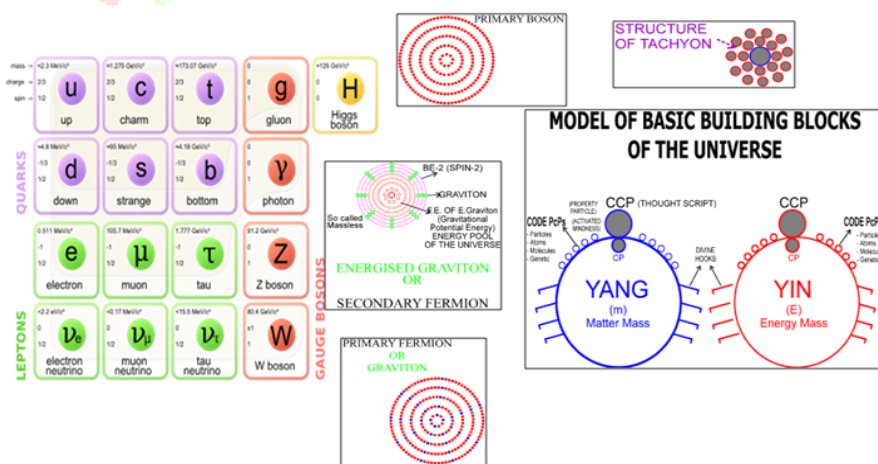 mass →
charge →
spin →
≈2.3 MeV/c²
2/3
1/2
u
up
≈1.275 GeV/c²
2/3
1/2
c
charm
≈173.07 GeV/c²
2/3
1/2
t
top
0
0
1
g
gluon
≈126 GeV/c²
0
0
H
Higgs
boson
QUARKS
≈4.8 MeV/c²
-1/3
1/2
d
down
≈95 MeV/c²
-1/3
1/2
s
strange
≈4.18 GeV/c²
-1/3
1/2
b
bottom
0
0
1
γ
photon
0.511 MeV/c²
-1
1/2
e
electron
105.7 MeV/c²
-1
1/2
μ
muon
1.777 GeV/c²
-1
1/2
τ
tau
91.2 GeV/c²
0
1
Z
Z boson
GAUGE BOSONS
LEPTONS
<2.2 eV/c²
0
1/2
νe
electron
neutrino
<0.17 MeV/c²
0
1/2
νμ
muon
neutrino
<15.5 MeV/c²
0
1/2
ντ
tau
neutrino
80.4 GeV/c²
±1
1
W
W boson
PRIMARY BOSON
STRUCTURE
OF TACHYON
BE-2 (SPIN-2)
GRAVITON
So called
Massless
F.E. OF E.Graviton
(Gravitational
Potential Energy)
ENERGY POOL
OF THE UNIVERSE
ENERGISED GRAVITON
OR
SECONDARY FERMION
PRIMARY FERMION
OR
GRAVITON
MODEL OF BASIC BUILDING BLOCKS
OF THE UNIVERSE
CCP (THOUGHT SCRIPT)
CCP
(PROPERTY
PARTICLE)
(ACTIVATED
MINDNESS)
CODE PcPs
- Particles
- Atoms
- Molecules
- Genetic
CP
YANG
(m)
Matter Mass
DIVINE
HOOKS
CP
YIN
(E)
Energy Mass
CODE PcP
- Particle
- Atoms
- Molecule
- Genetic